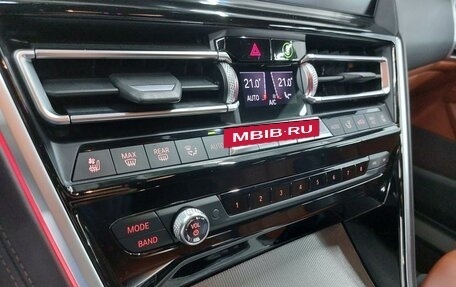 21.0° 21.0°
AUTO A/C
MBIB.RU
MAX REAR
MODE
1 2 3 4 5 6 7 8
BAND
VOL